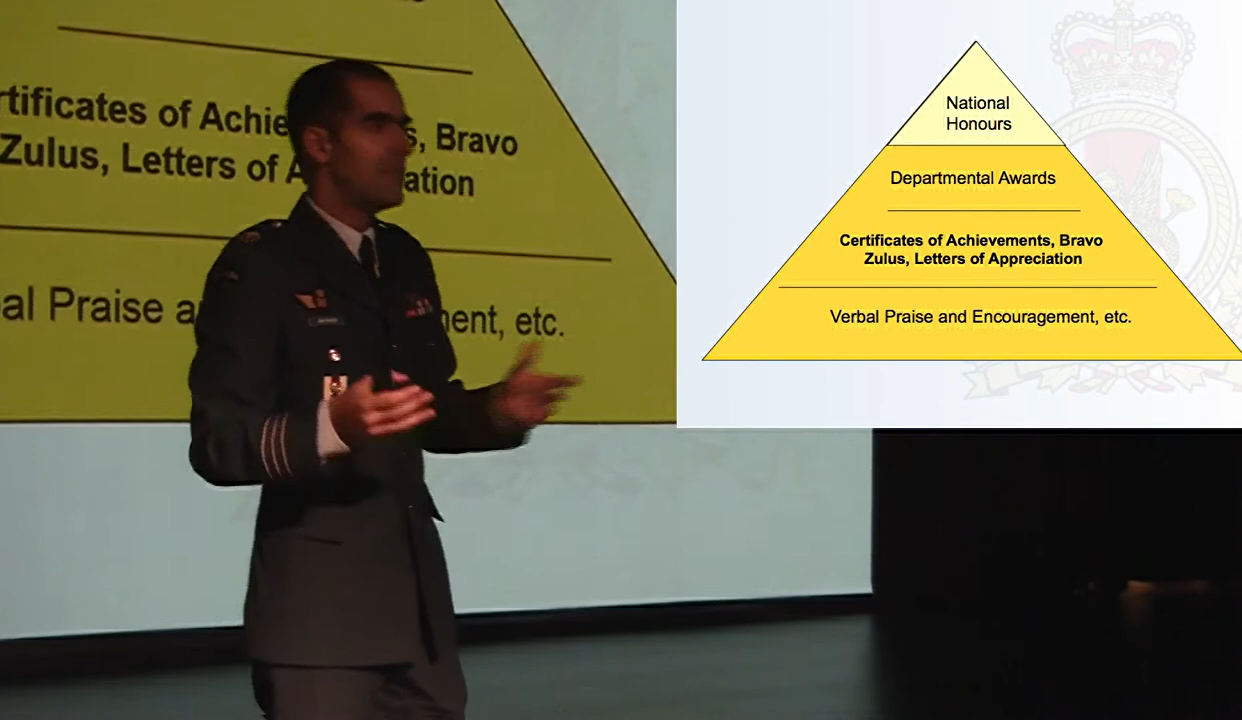 rtificates of Achie s, Bravo
Zulus, Letters of A ation
al Praise a ent, etc.
National
Honours
Departmental Awards
Certificates of Achievements, Bravo
Zulus, Letters of Appreciation
Verbal Praise and Encouragement, etc.